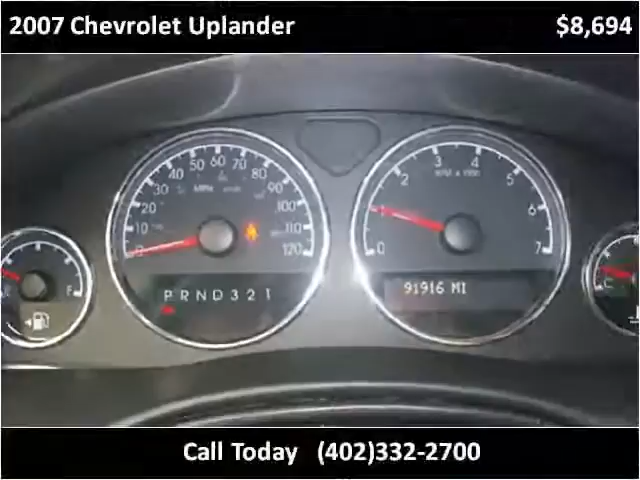 2007 Chevrolet Uplander $8,694
0 10 20 30 40 50 60 70 80 90 100 110 120
MPH
P R N D 3 2 1
0 1 2 3 4 5 6 7
RPM X 1000
91916 MI
F
C
Call Today (402)332-2700